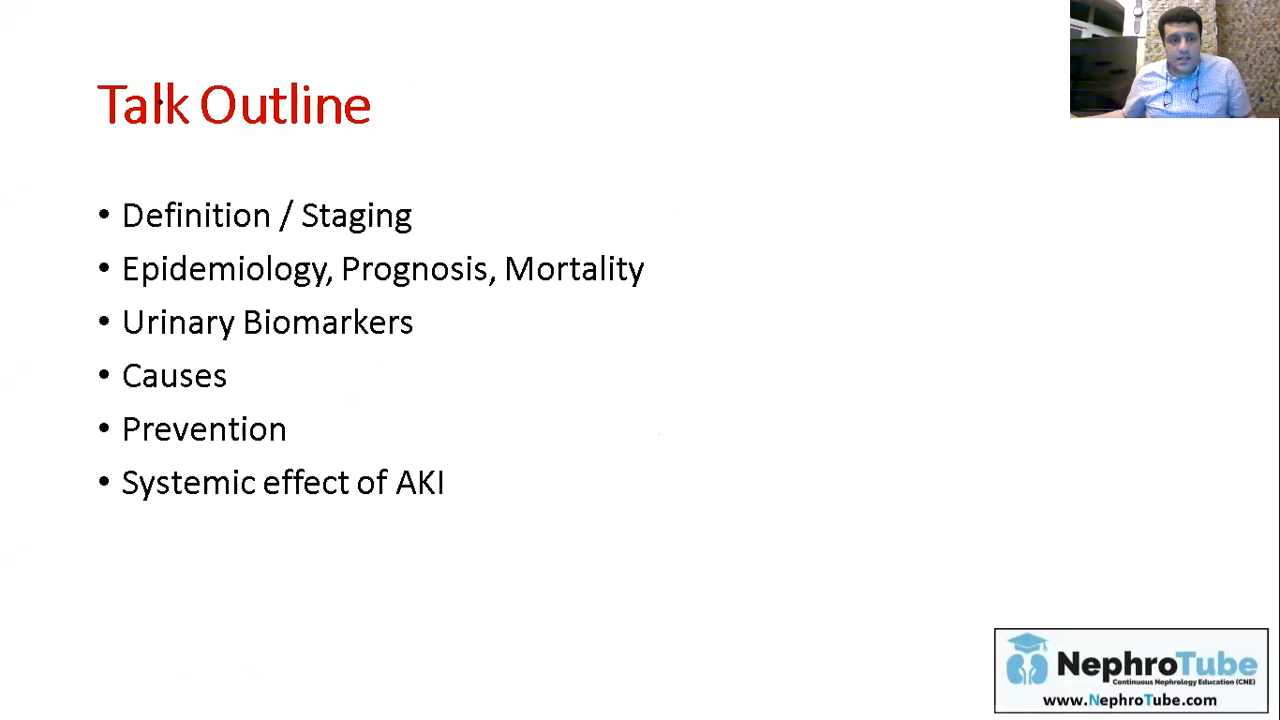 Talk Outline
• Definition / Staging
• Epidemiology, Prognosis, Mortality
• Urinary Biomarkers
• Causes
• Prevention
• Systemic effect of AKI
NephroTube
Continuous Nephrology Education (CNE)
www.NephroTube.com